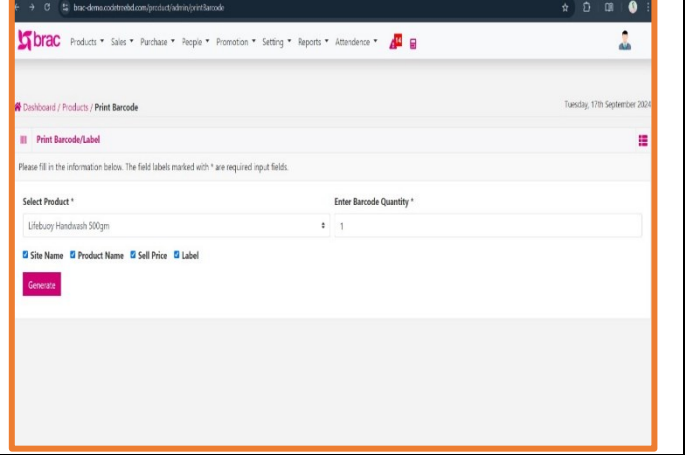 brac-demo.codetreebd.com/product/admin/printBarcode
brac Products Sales Purchase People Promotion Setting Reports Attendence 14
Dashboard / Products / Print Barcode Tuesday, 17th September 2024
Print Barcode/Label
Please fill in the information below. The field labels marked with * are required input fields.
Select Product * Enter Barcode Quantity *
Lifebuoy Handwash 500gm 1
Site Name Product Name Sell Price Label
Generate